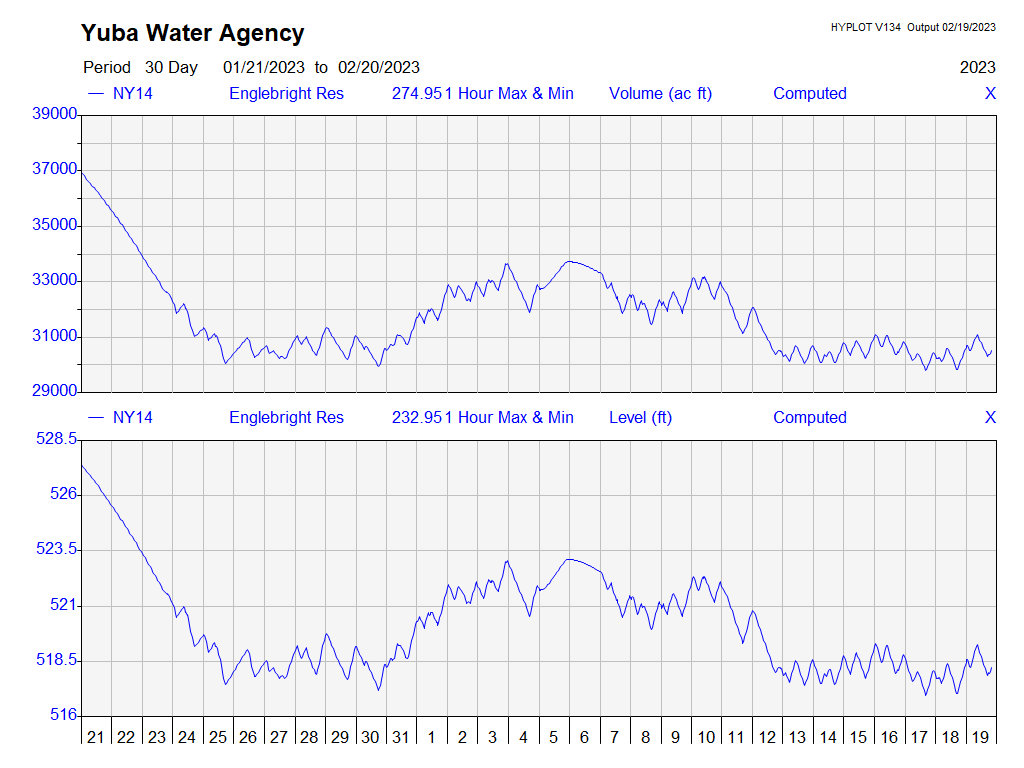 Yuba Water Agency
HYPLOT V134 Output 02/19/2023
Period 30 Day 01/21/2023 to 02/20/2023 2023
— NY14 Englebright Res 274.951 Hour Max & Min Volume (ac ft) Computed X
39000
37000
35000
33000
31000
29000
— NY14 Englebright Res 232.951 Hour Max & Min Level (ft) Computed X
528.5
526
523.5
521
518.5
516
21 22 23 24 25 26 27 28 29 30 31 1 2 3 4 5 6 7 8 9 10 11 12 13 14 15 16 17 18 19